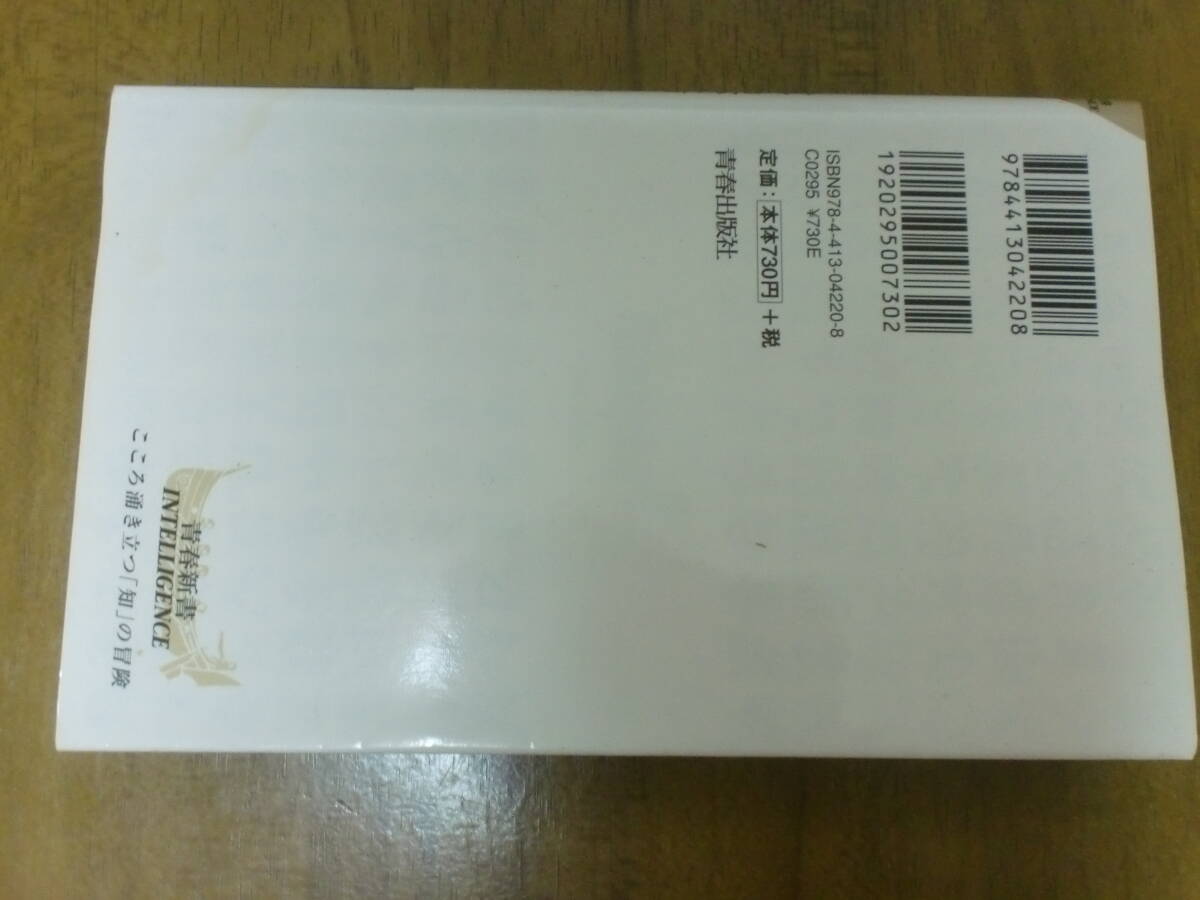 9784413042208
1920295007302
ISBN978-4-413-04220-8
C0295 ¥730E
定価：本体730円＋税
青春出版社
青春新書
INTELLIGENCE
こころ涌き立つ「知」の冒険